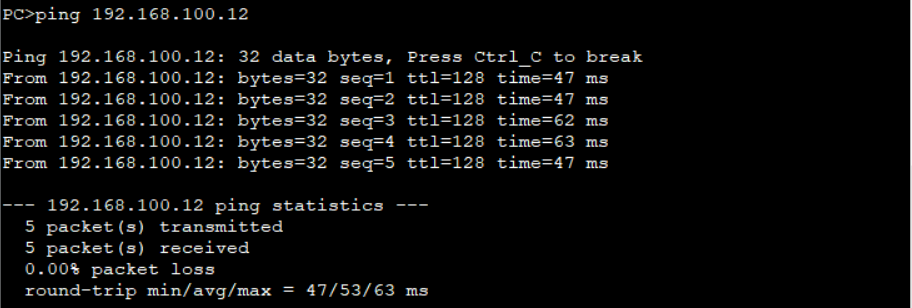 PC>ping 192.168.100.12
Ping 192.168.100.12: 32 data bytes, Press Ctrl_C to break
From 192.168.100.12: bytes=32 seq=1 ttl=128 time=47 ms
From 192.168.100.12: bytes=32 seq=2 ttl=128 time=47 ms
From 192.168.100.12: bytes=32 seq=3 ttl=128 time=62 ms
From 192.168.100.12: bytes=32 seq=4 ttl=128 time=63 ms
From 192.168.100.12: bytes=32 seq=5 ttl=128 time=47 ms
--- 192.168.100.12 ping statistics ---
5 packet(s) transmitted
5 packet(s) received
0.00% packet loss
round-trip min/avg/max = 47/53/63 ms